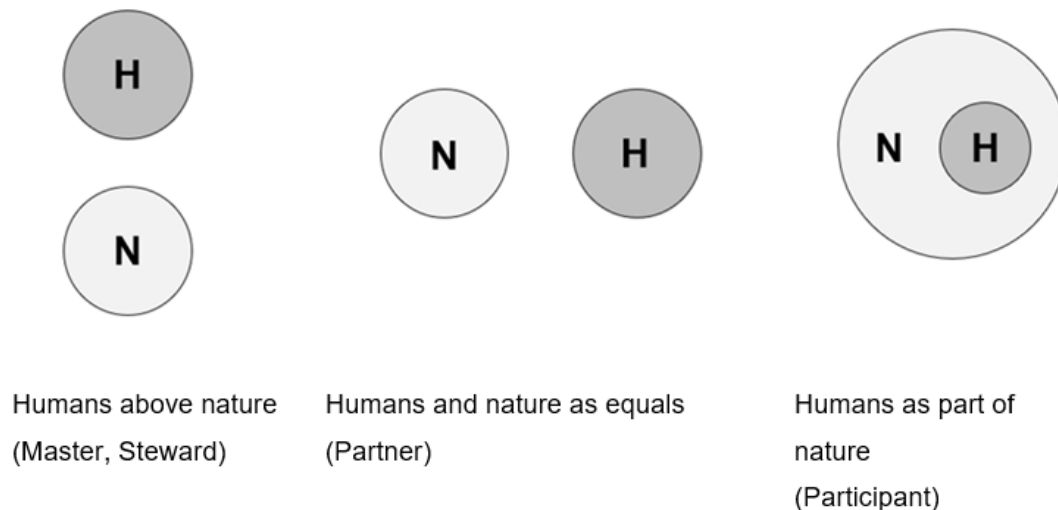 H
N
N
H
N
H
Humans above nature
(Master, Steward)
Humans and nature as equals
(Partner)
Humans as part of
nature
(Participant)